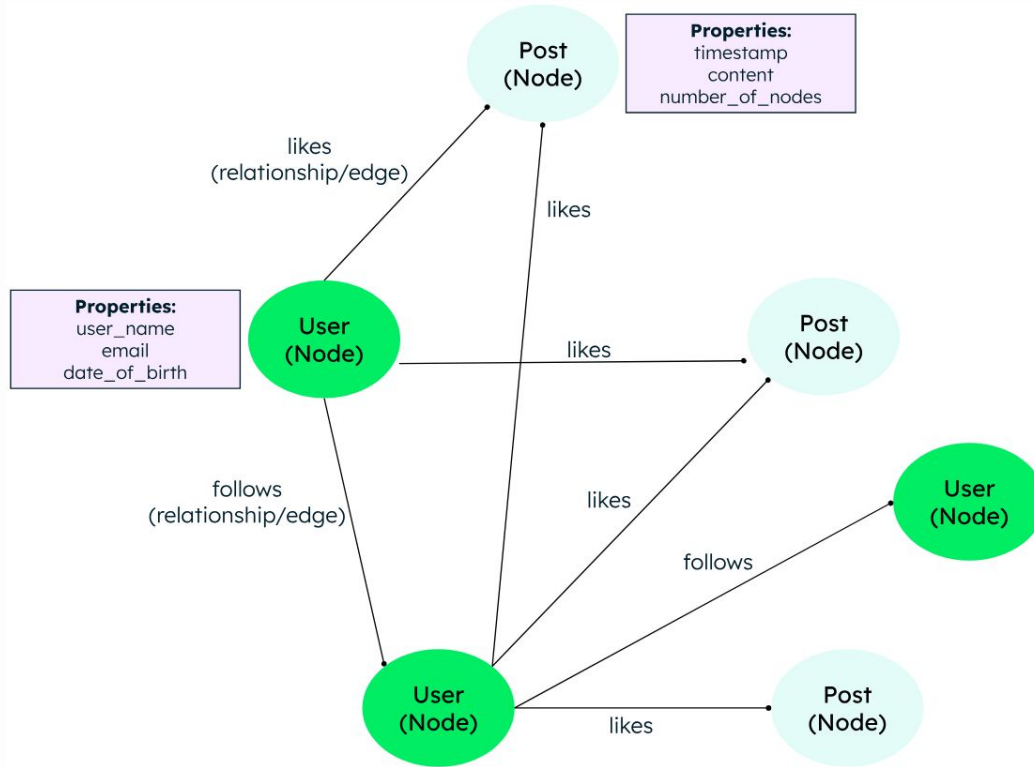 Post
(Node)
Properties:
timestamp
content
number_of_nodes
likes
(relationship/edge)
likes
Properties:
user_name
email
date_of_birth
User
(Node)
likes
Post
(Node)
follows
(relationship/edge)
likes
User
(Node)
follows
User
(Node)
likes
Post
(Node)